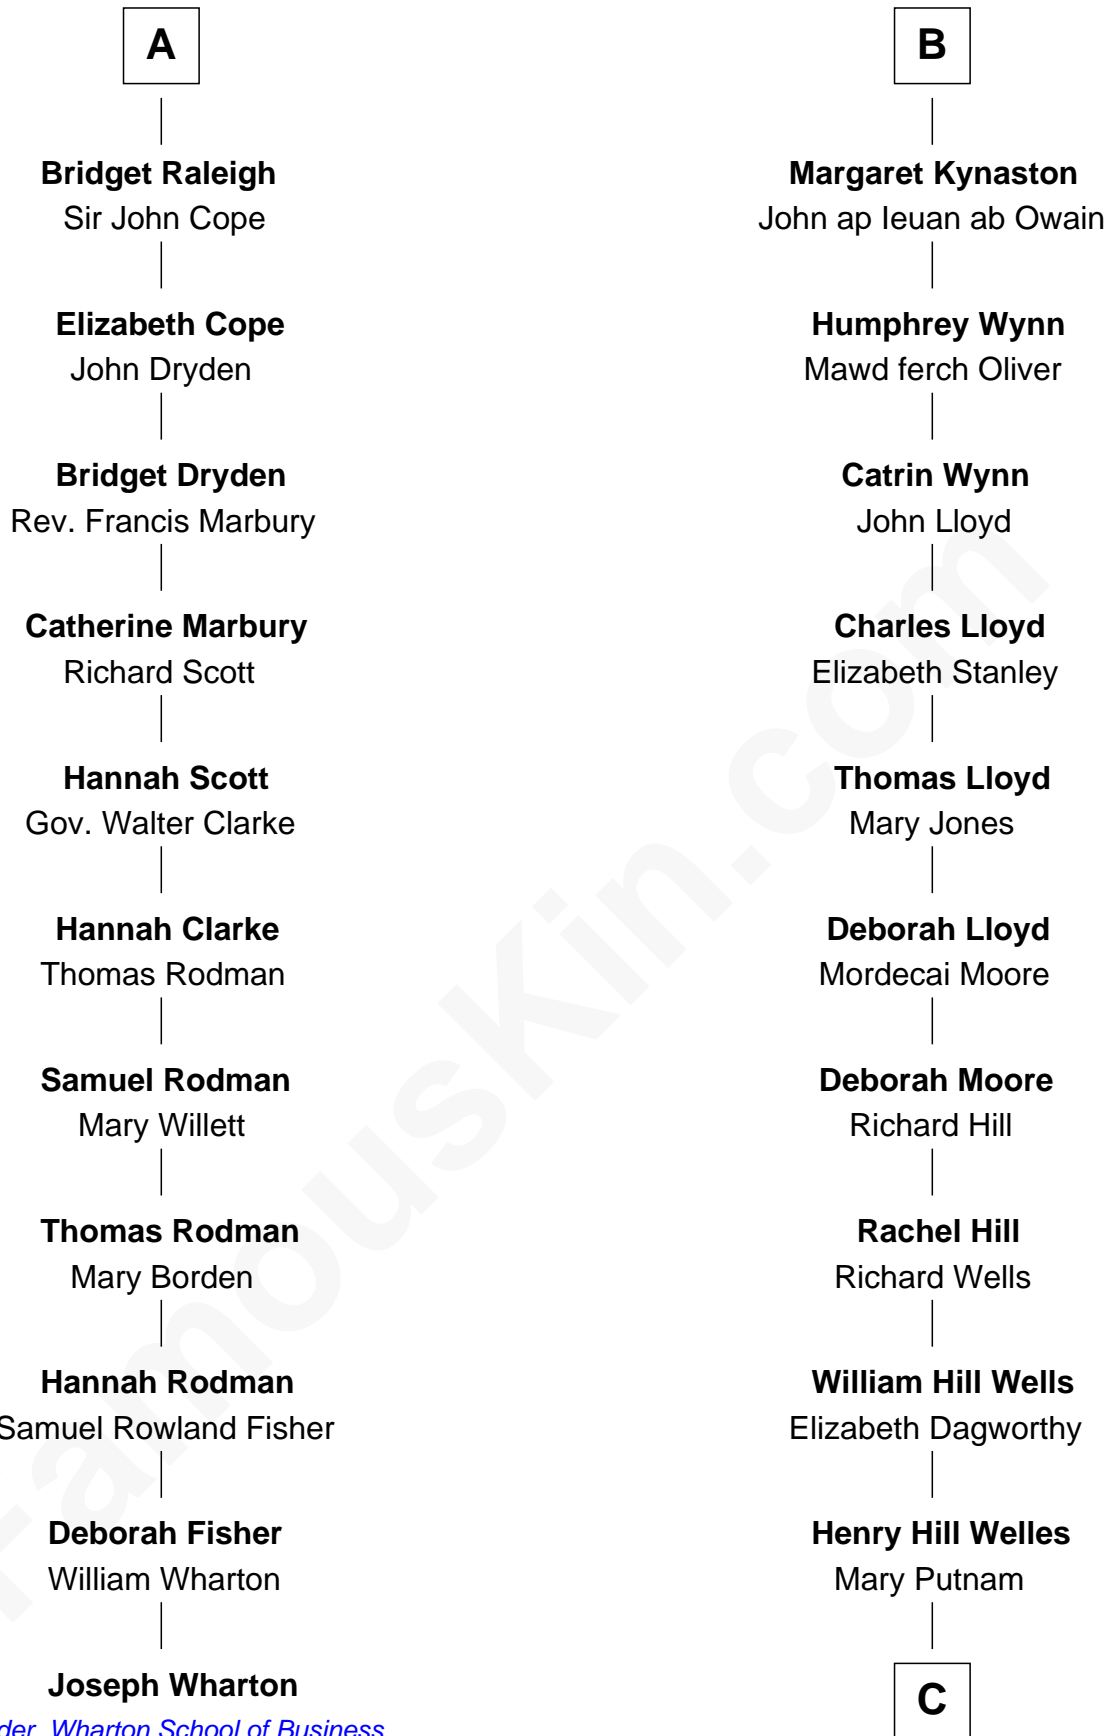 A
Bridget Raleigh
Sir John Cope
Elizabeth Cope
John Dryden
Bridget Dryden
Rev. Francis Marbury
Catherine Marbury
Richard Scott
Hannah Scott
Gov. Walter Clarke
Hannah Clarke
Thomas Rodman
Samuel Rodman
Mary Willett
Thomas Rodman
Mary Borden
Hannah Rodman
Samuel Rowland Fisher
Deborah Fisher
William Wharton
Joseph Wharton
der, Wharton School of Business
B
Margaret Kynaston
John ap Ieuan ab Owain
Humphrey Wynn
Mawd ferch Oliver
Catrin Wynn
John Lloyd
Charles Lloyd
Elizabeth Stanley
Thomas Lloyd
Mary Jones
Deborah Lloyd
Mordecai Moore
Deborah Moore
Richard Hill
Rachel Hill
Richard Wells
William Hill Wells
Elizabeth Dagworthy
Henry Hill Welles
Mary Putnam
C
FamousKin.com